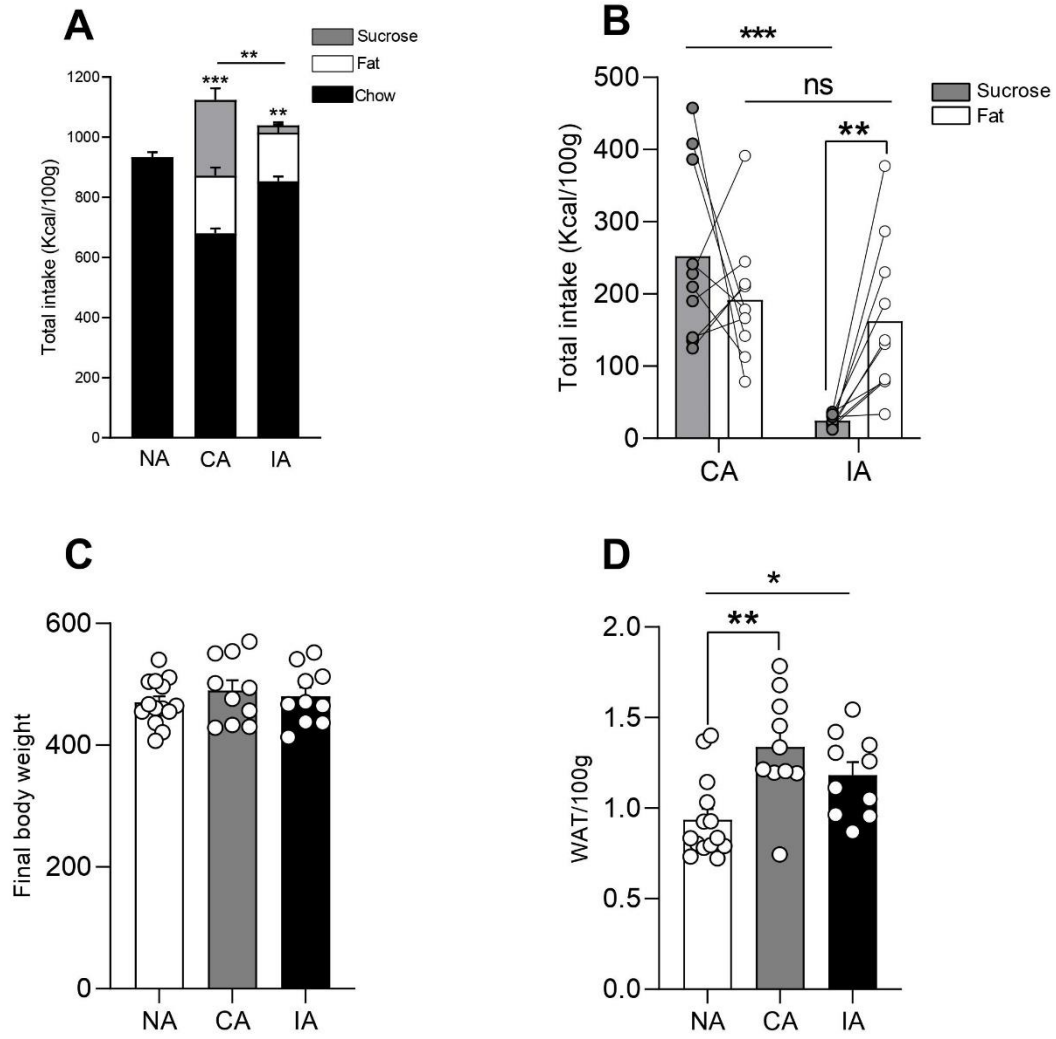 A
Sucrose
Fat
Chow
**
***
**
1200
1000
800
600
400
200
0
Total intake (Kcal/100g)
NA CA IA
B
***
ns
**
Sucrose
Fat
500
400
300
200
100
0
Total intake (Kcal/100g)
CA IA
C
600
400
200
0
Final body weight
NA CA IA
D
*
**
2.0
1.5
1.0
0.5
0.0
WAT/100g
NA CA IA